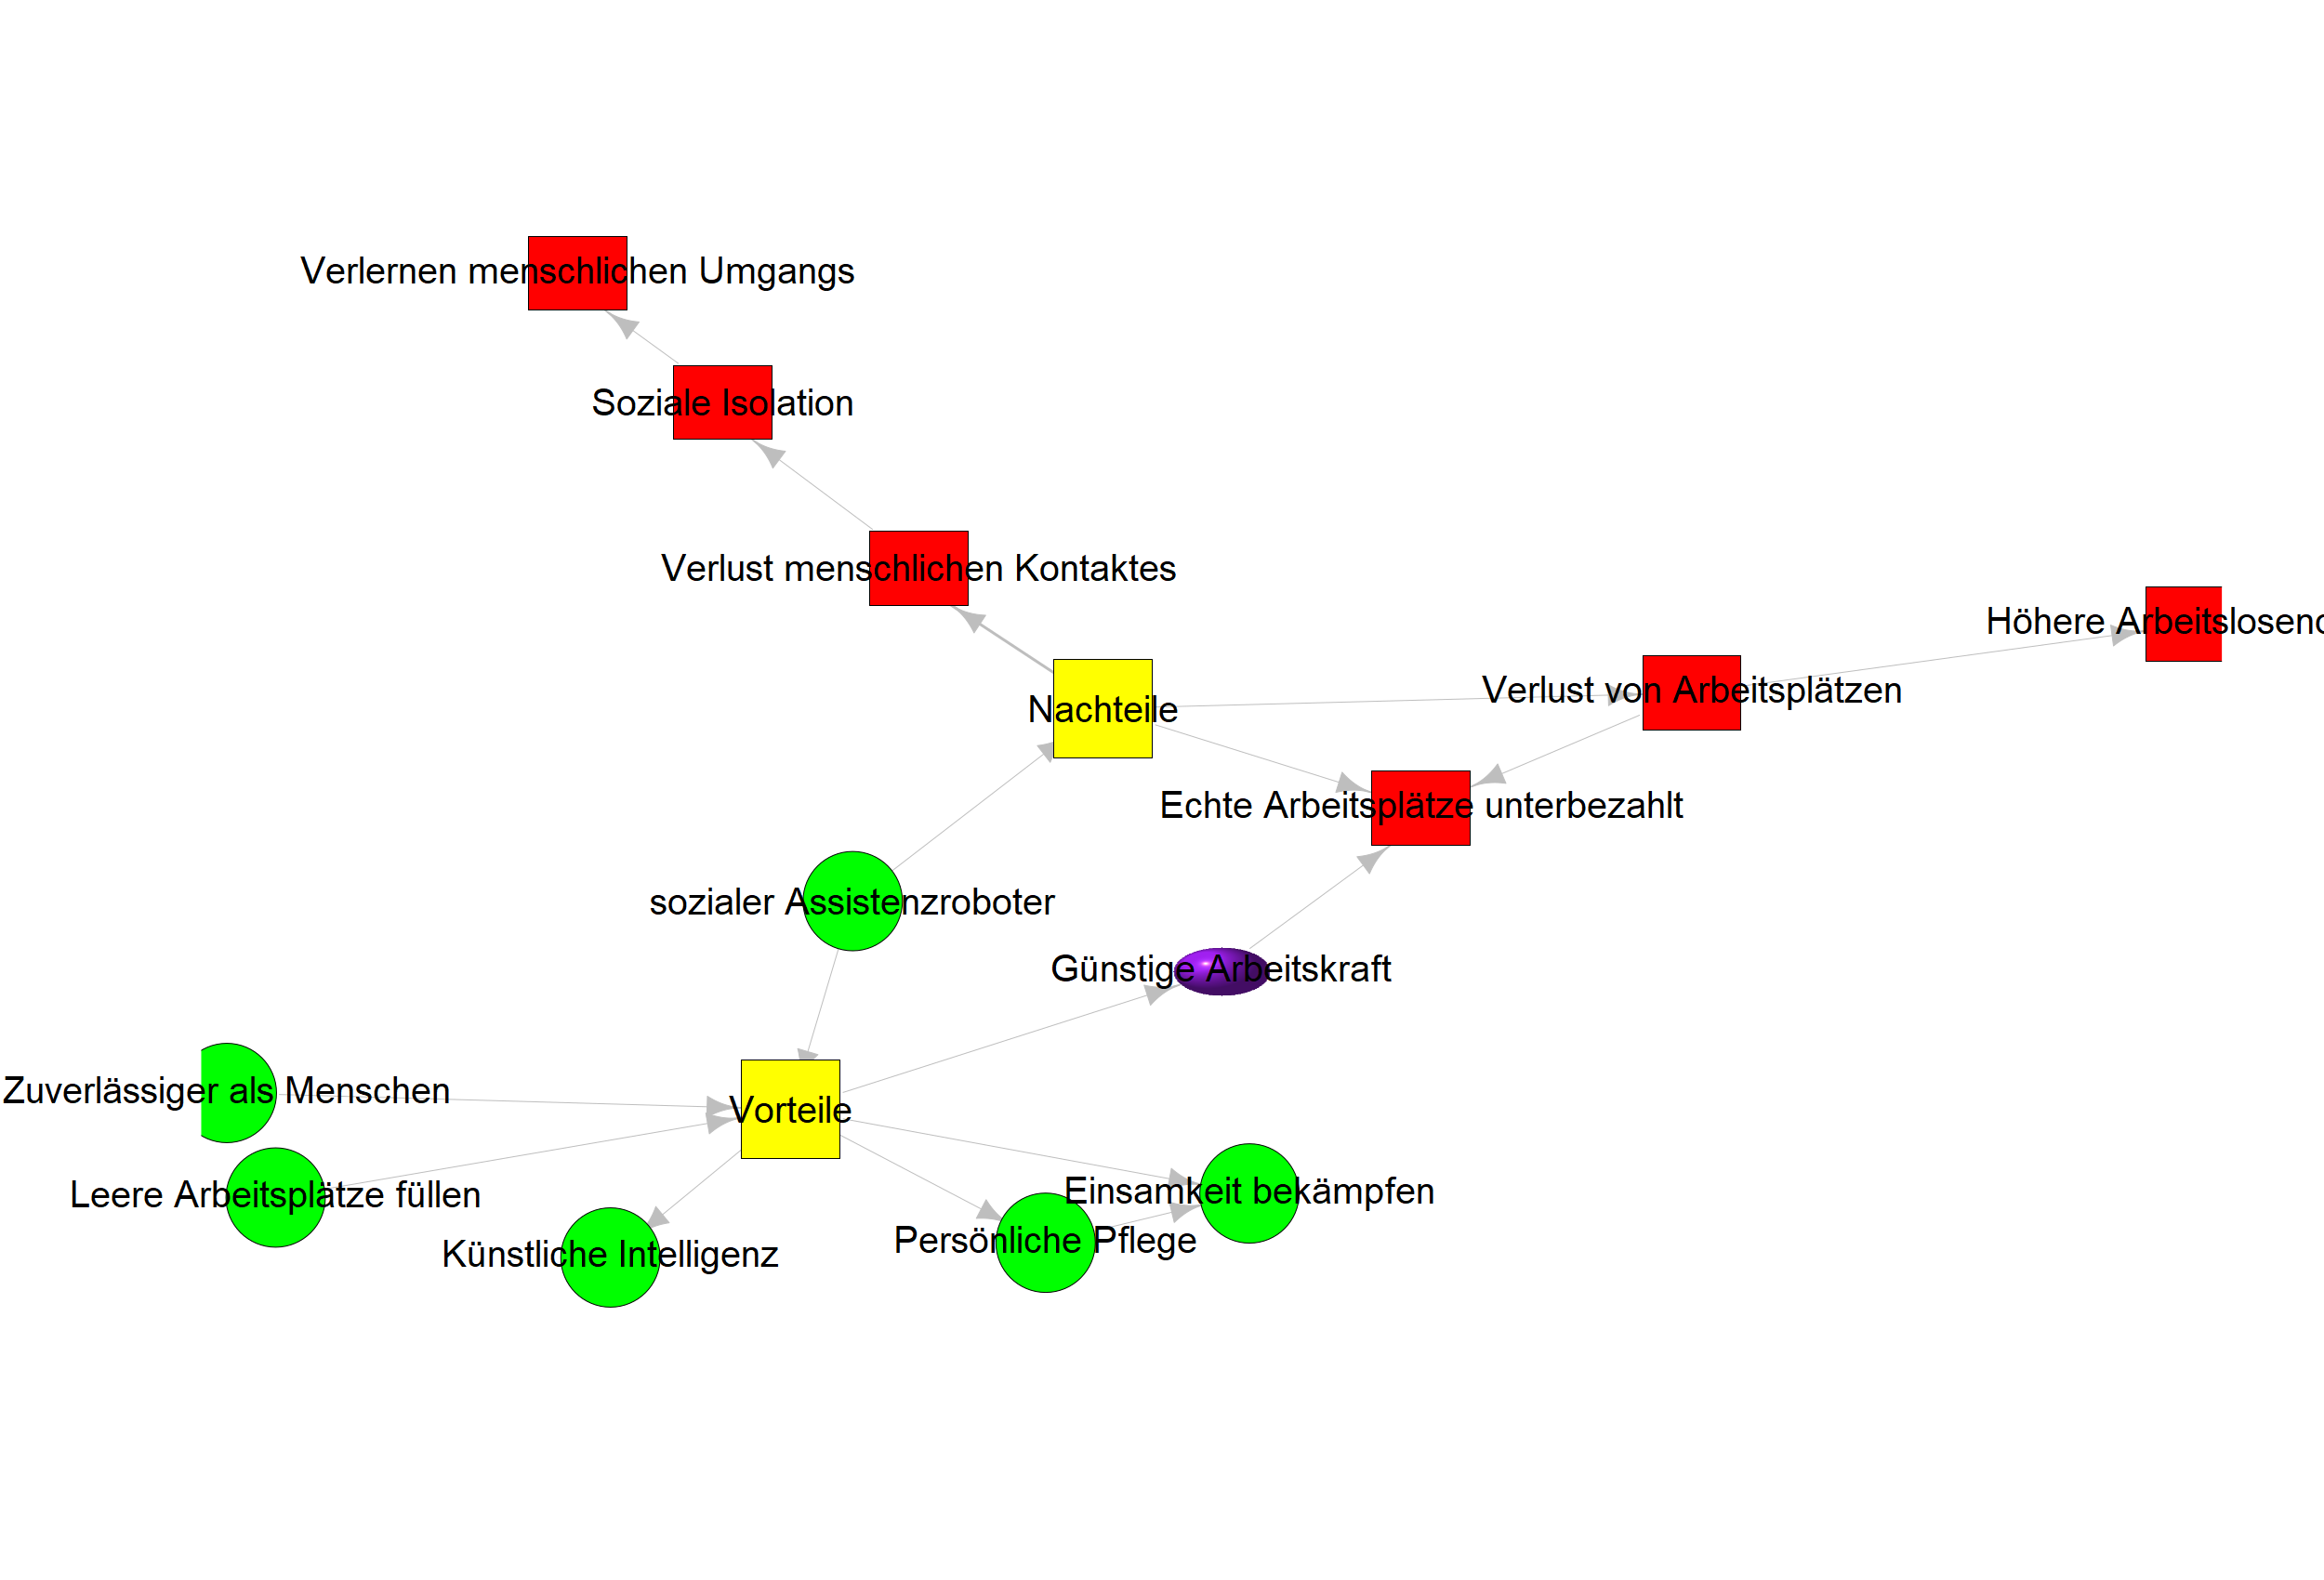 Verlernen menschlichen Umgangs
Soziale Isolation
Verlust menschlichen Kontaktes
Höhere Arbeitslosen
Verlust von Arbeitsplätzen
Nachteile
Echte Arbeitsplätze unterbezahlt
sozialer Assistenzroboter
Günstige Arbeitskraft
Zuverlässiger als Menschen
Vorteile
Leere Arbeitsplätze füllen
Einsamkeit bekämpfen
Persönliche Pflege
Künstliche Intelligenz